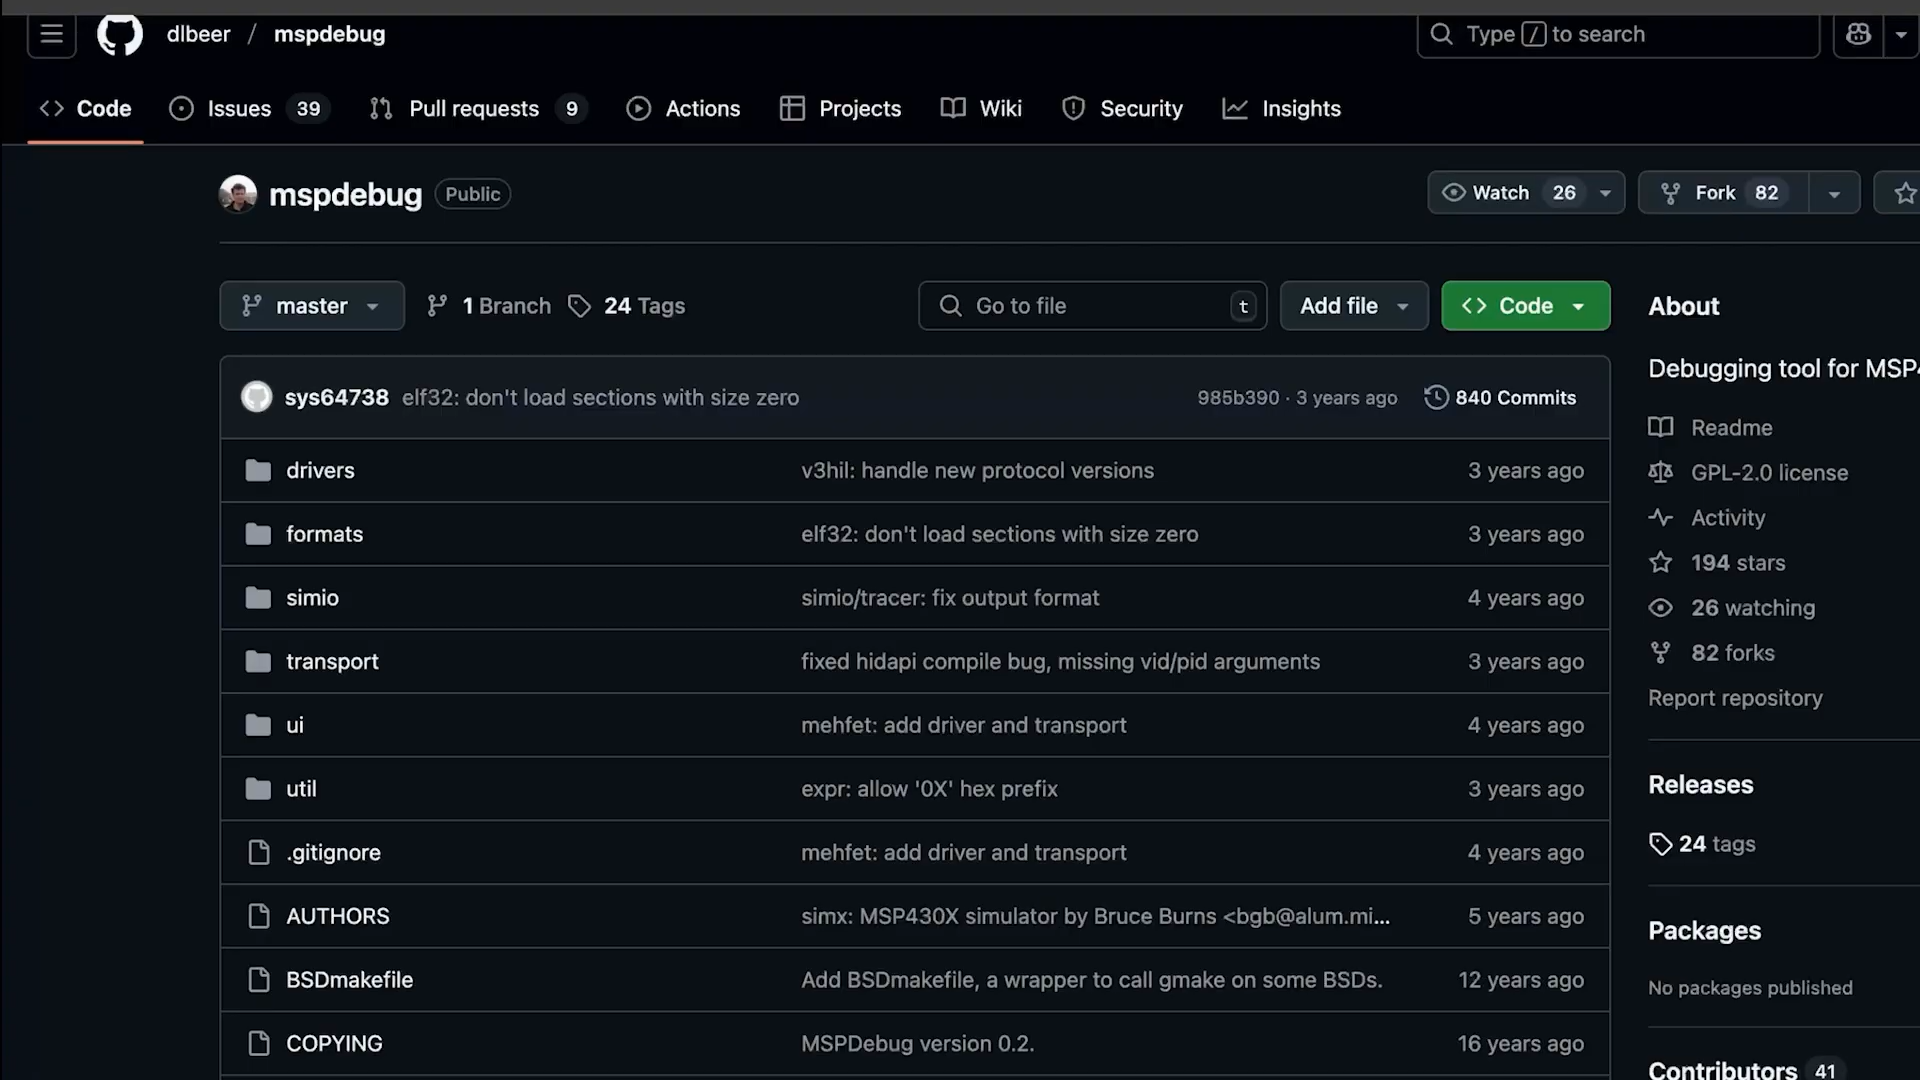 dlbeer / mspdebug
Type / to search
Code
Issues 39
Pull requests 9
Actions
Projects
Wiki
Security
Insights
mspdebug Public
Watch 26
Fork 82
master
1 Branch
24 Tags
Go to file t
Add file
Code
sys64738 elf32: don't load sections with size zero 985b390 · 3 years ago 840 Commits
drivers v3hil: handle new protocol versions 3 years ago
formats elf32: don't load sections with size zero 3 years ago
simio simio/tracer: fix output format 4 years ago
transport fixed hidapi compile bug, missing vid/pid arguments 3 years ago
ui mehfet: add driver and transport 4 years ago
util expr: allow '0X' hex prefix 3 years ago
.gitignore mehfet: add driver and transport 4 years ago
AUTHORS simx: MSP430X simulator by Bruce Burns <bgb@alum.mi... 5 years ago
BSDmakefile Add BSDmakefile, a wrapper to call gmake on some BSDs. 12 years ago
COPYING MSPDebug version 0.2. 16 years ago
About
Debugging tool for MSP4
Readme
GPL-2.0 license
Activity
194 stars
26 watching
82 forks
Report repository
Releases
24 tags
Packages
No packages published
Contributors 41